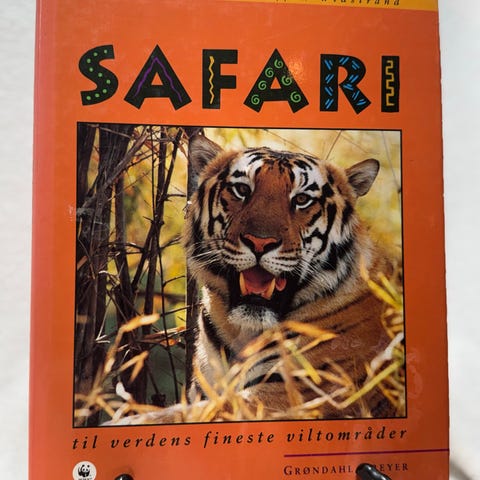 SAFARI
til verdens fineste viltområder
GRØNDAHL